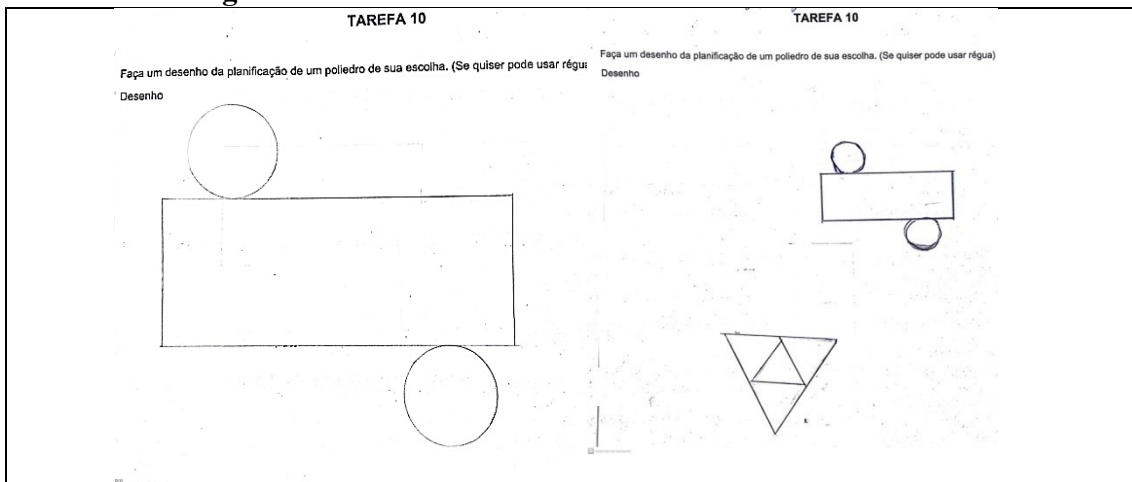 TAREFA 10
Faça um desenho da planificação de um poliedro de sua escolha. (Se quiser pode usar régua
Desenho
TAREFA 10
Faça um desenho da planificação de um poliedro de sua escolha. (Se quiser pode usar régua)
Desenho